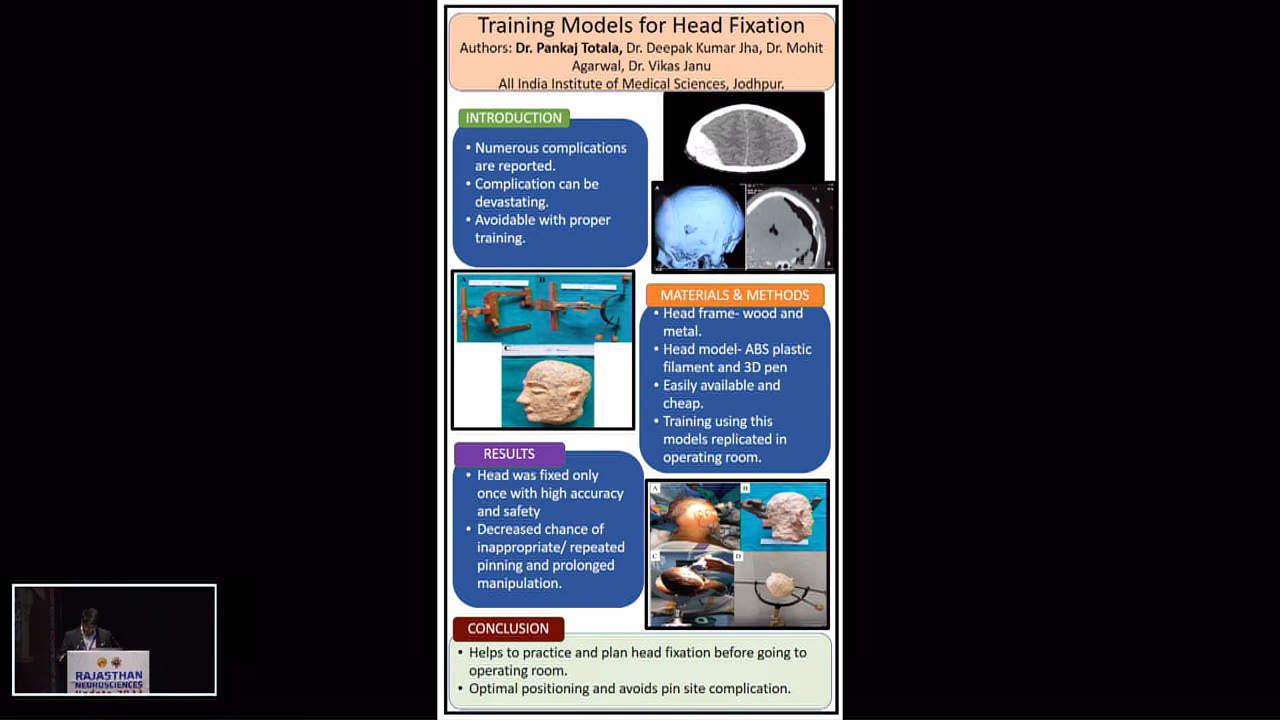 Training Models for Head Fixation
Authors: Dr. Pankaj Totala, Dr. Deepak Kumar Jha, Dr. Mohit
Agarwal, Dr. Vikas Janu
All India Institute of Medical Sciences, Jodhpur.
INTRODUCTION
• Numerous complications
are reported.
• Complication can be
devastating.
• Avoidable with proper
training.
A
A B
C
MATERIALS & METHODS
• Head frame- wood and
metal.
• Head model- ABS plastic
filament and 3D pen
• Easily available and
cheap.
• Training using this
models replicated in
operating room.
RESULTS
• Head was fixed only
once with high accuracy
and safety
• Decreased chance of
inappropriate/ repeated
pinning and prolonged
manipulation.
A B
C D
CONCLUSION
• Helps to practice and plan head fixation before going to
operating room.
• Optimal positioning and avoids pin site complication.
RAJASTHAN
NEUROSCIENCES